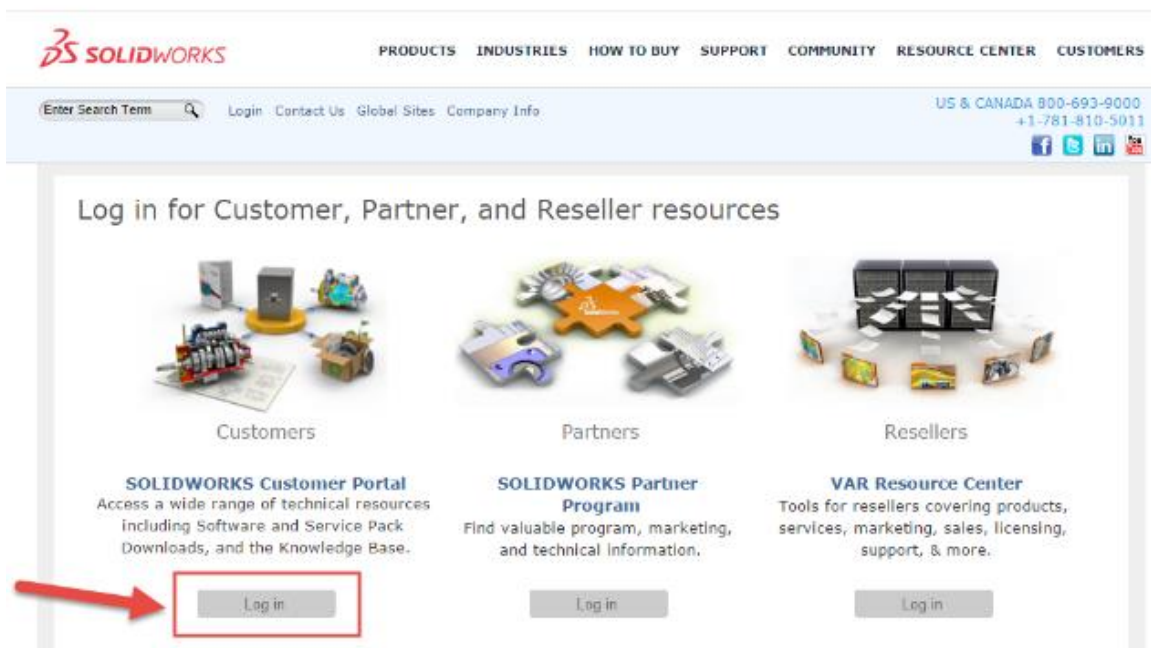 3S SOLIDWORKS
PRODUCTS INDUSTRIES HOW TO BUY SUPPORT COMMUNITY RESOURCE CENTER CUSTOMERS
Enter Search Term Login Contact Us Global Sites Company Info
US & CANADA 800-693-9000
+1-781-810-5011
Log in for Customer, Partner, and Reseller resources
Customers
Partners
Resellers
SOLIDWORKS Customer Portal
Access a wide range of technical resources
including Software and Service Pack
Downloads, and the Knowledge Base.
Log in
SOLIDWORKS Partner
Program
Find valuable program, marketing,
and technical information.
Log in
VAR Resource Center
Tools for resellers covering products,
services, marketing, sales, licensing,
support, & more.
Log in